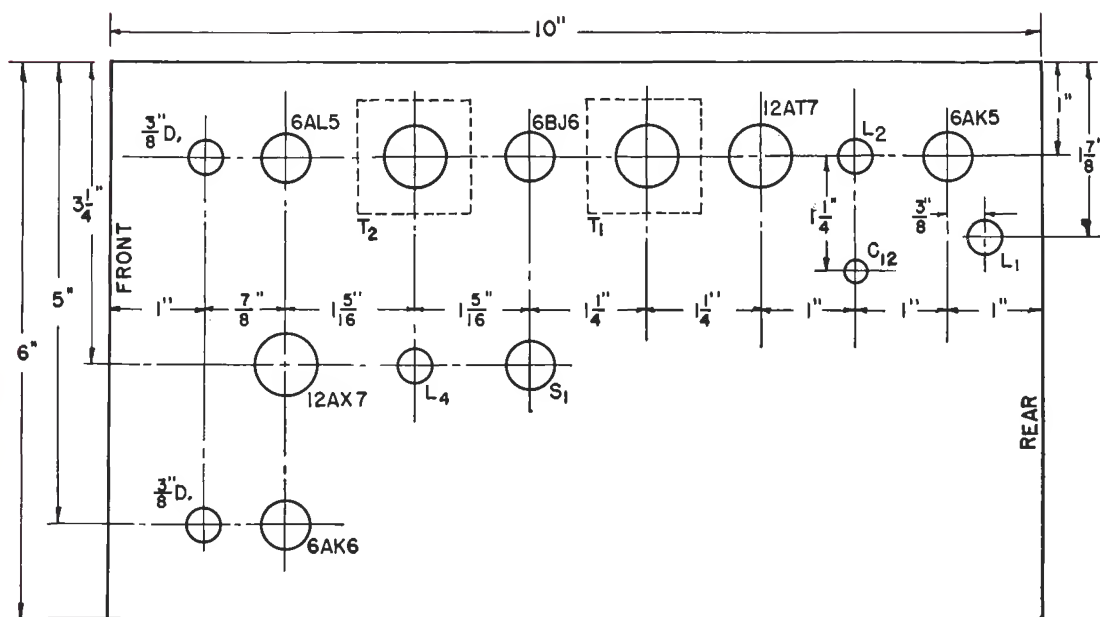 10"
3/8" D.
6AL5
6BJ6
12AT7
L2
6AK5
1"
1 7/8"
3 1/4"
T2
T1
1 1/4"
3/8"
C12
L1
FRONT
1"
7/8"
1 5/16"
1 5/16"
1 1/4"
1 1/4"
1"
1"
1"
5"
6"
12AX7
L4
S1
REAR
3/8" D.
6AK6